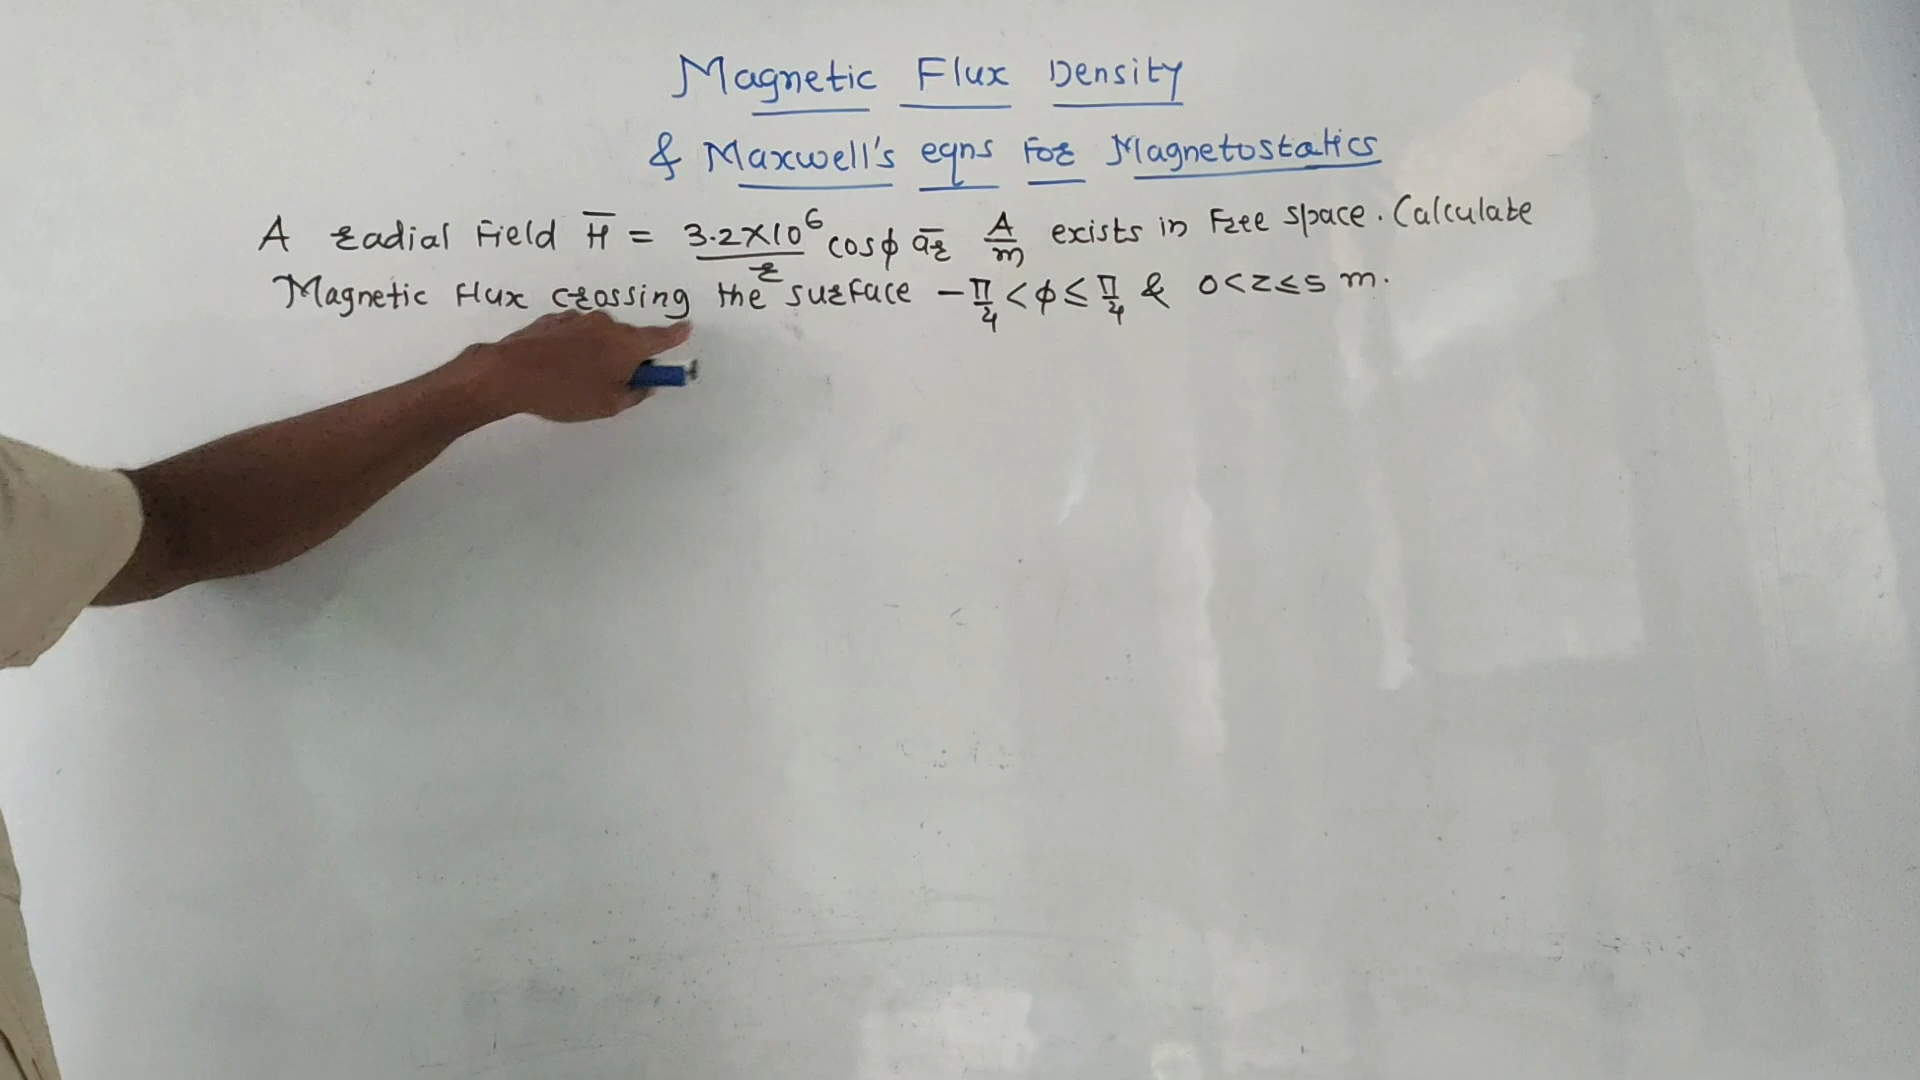 Magnetic Flux Density
& Maxwell's eqns For Magnetostatics
A radial Field H̅ = 3.2×10⁶/r cosϕ a̅r A/m exists in Free space. Calculate
Magnetic Flux crossing the surface -π/4 < ϕ ≤ π/4 & 0<z≤5 m.